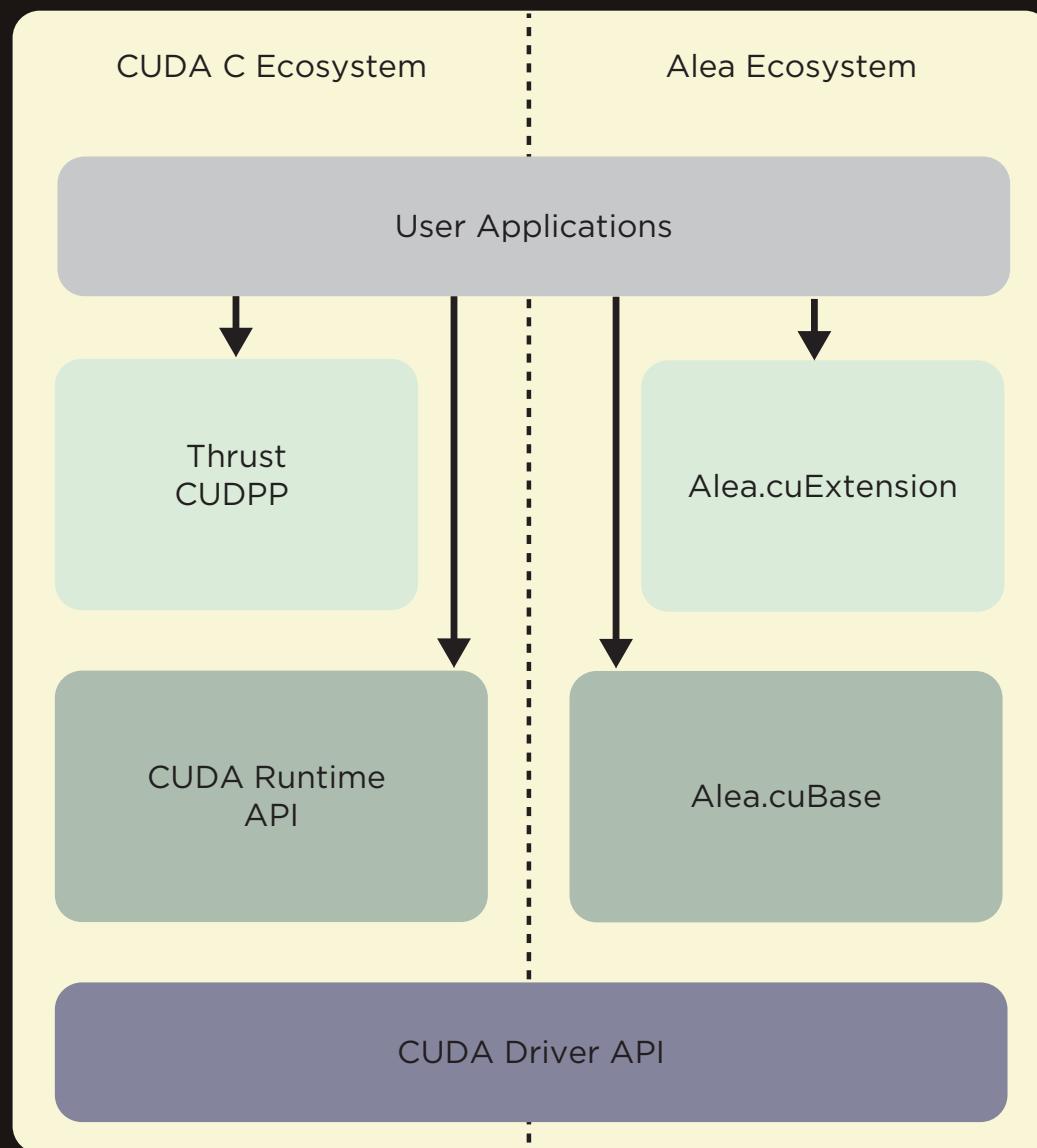 CUDA C Ecosystem
Alea Ecosystem
User Applications
Thrust
CUDPP
Alea.cuExtension
CUDA Runtime
API
Alea.cuBase
CUDA Driver API